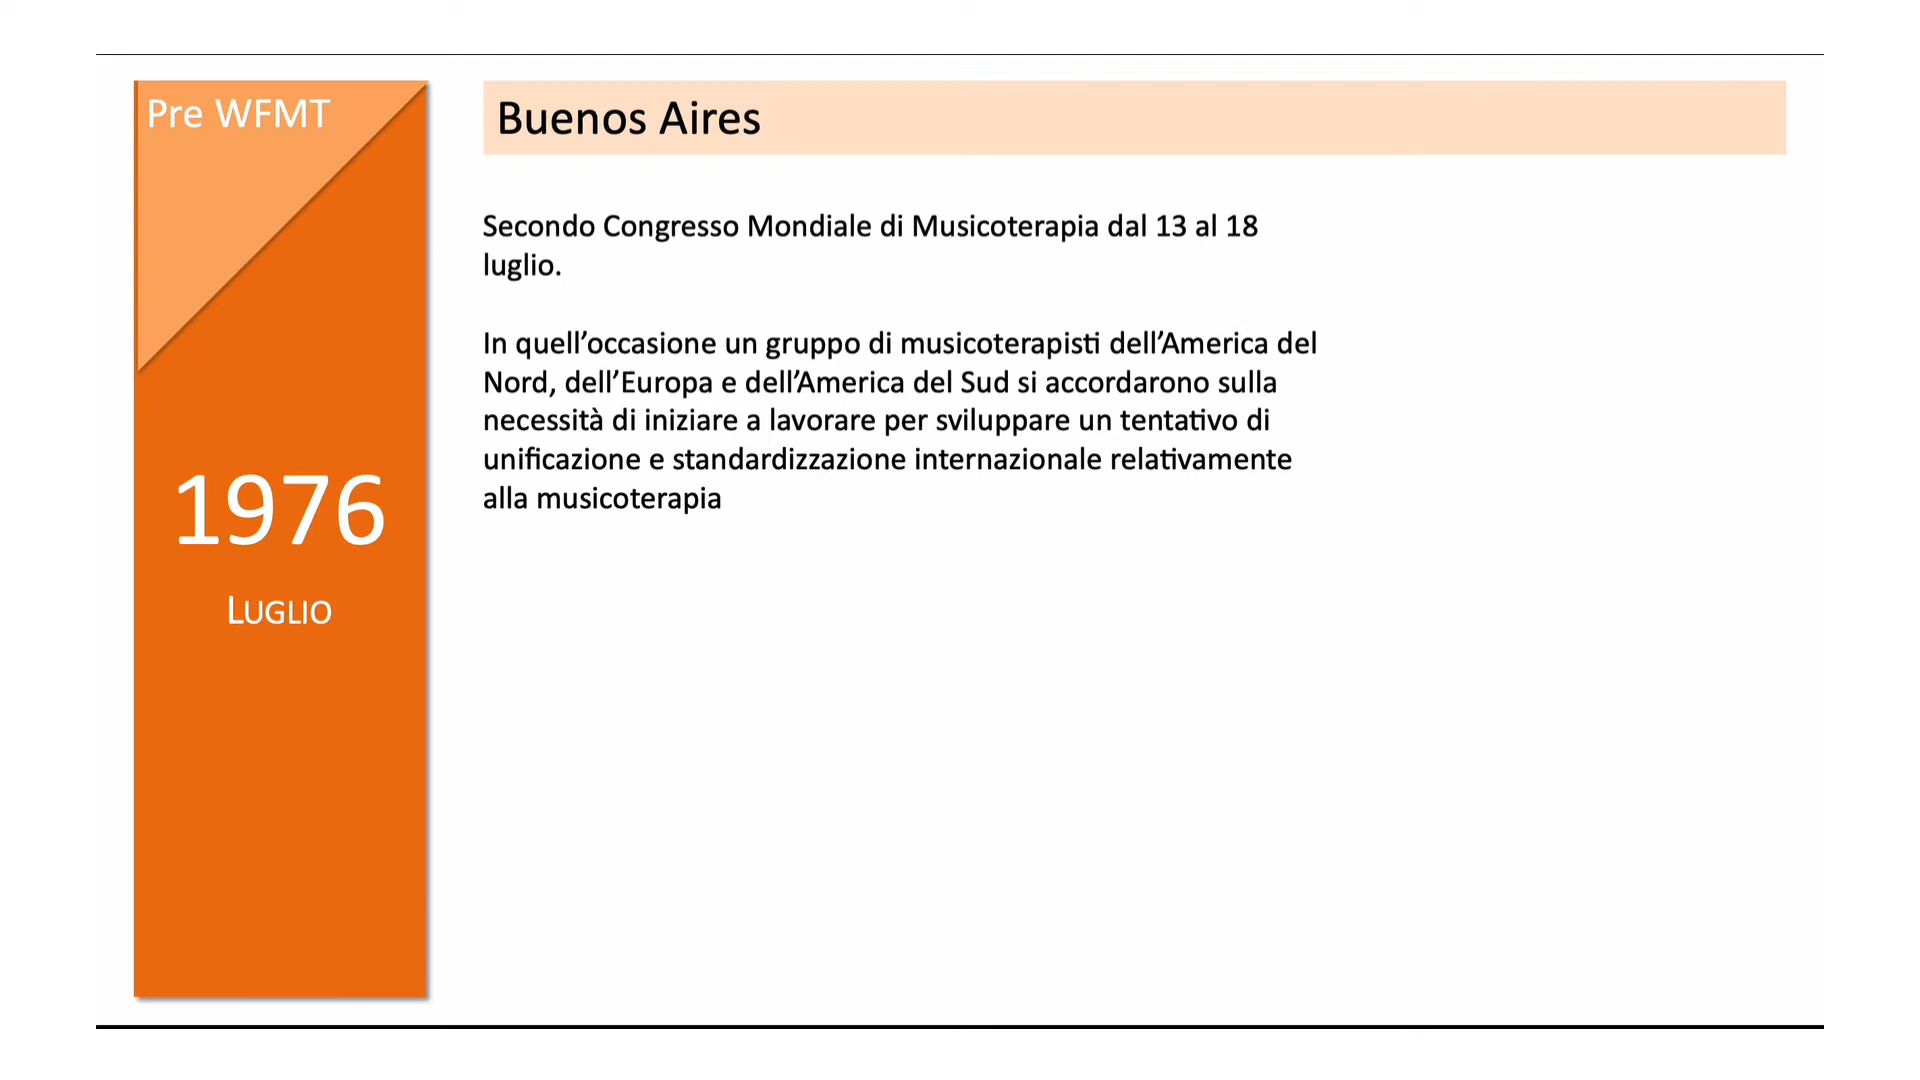 Pre WFMT
1976
LUGLIO
Buenos Aires
Secondo Congresso Mondiale di Musicoterapia dal 13 al 18
luglio.
In quell’occasione un gruppo di musicoterapisti dell’America del
Nord, dell’Europa e dell’America del Sud si accordarono sulla
necessità di iniziare a lavorare per sviluppare un tentativo di
unificazione e standardizzazione internazionale relativamente
alla musicoterapia